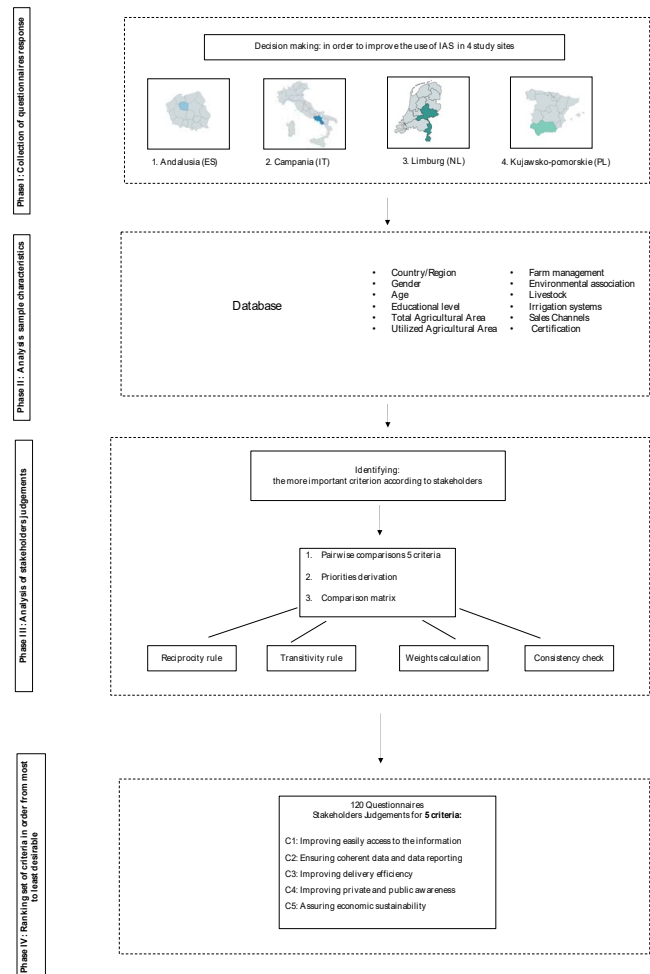 Phase I: Collection of questionnaires response
Decision making: in order to improve the use of IAS in 4 study sites
1. Andalusia (ES)
2. Campania (IT)
3. Limburg (NL)
4. Kujawsko-pomorskie (PL)
Phase II: Analysis sample characteristics
Database
• Country/Region
• Gender
• Age
• Educational level
• Total Agricultural Area
• Utilized Agricultural Area
• Farm management
• Environmental association
• Livestock
• Irrigation systems
• Sales Channels
• Certification
Phase III: Analysis of stakeholders judgements
Identifying:
the more important criterion according to stakeholders
1. Pairwise comparisons 5 criteria
2. Priorities derivation
3. Comparison matrix
Reciprocity rule
Transitivity rule
Weights calculation
Consistency check
Phase IV: Ranking set of criteria in order from most
to least desirable
120 Questionnaires
Stakeholders Judgements for 5 criteria:
C1: Improving easily access to the information
C2: Ensuring coherent data and data reporting
C3: Improving delivery efficiency
C4: Improving private and public awareness
C5: Assuring economic sustainability